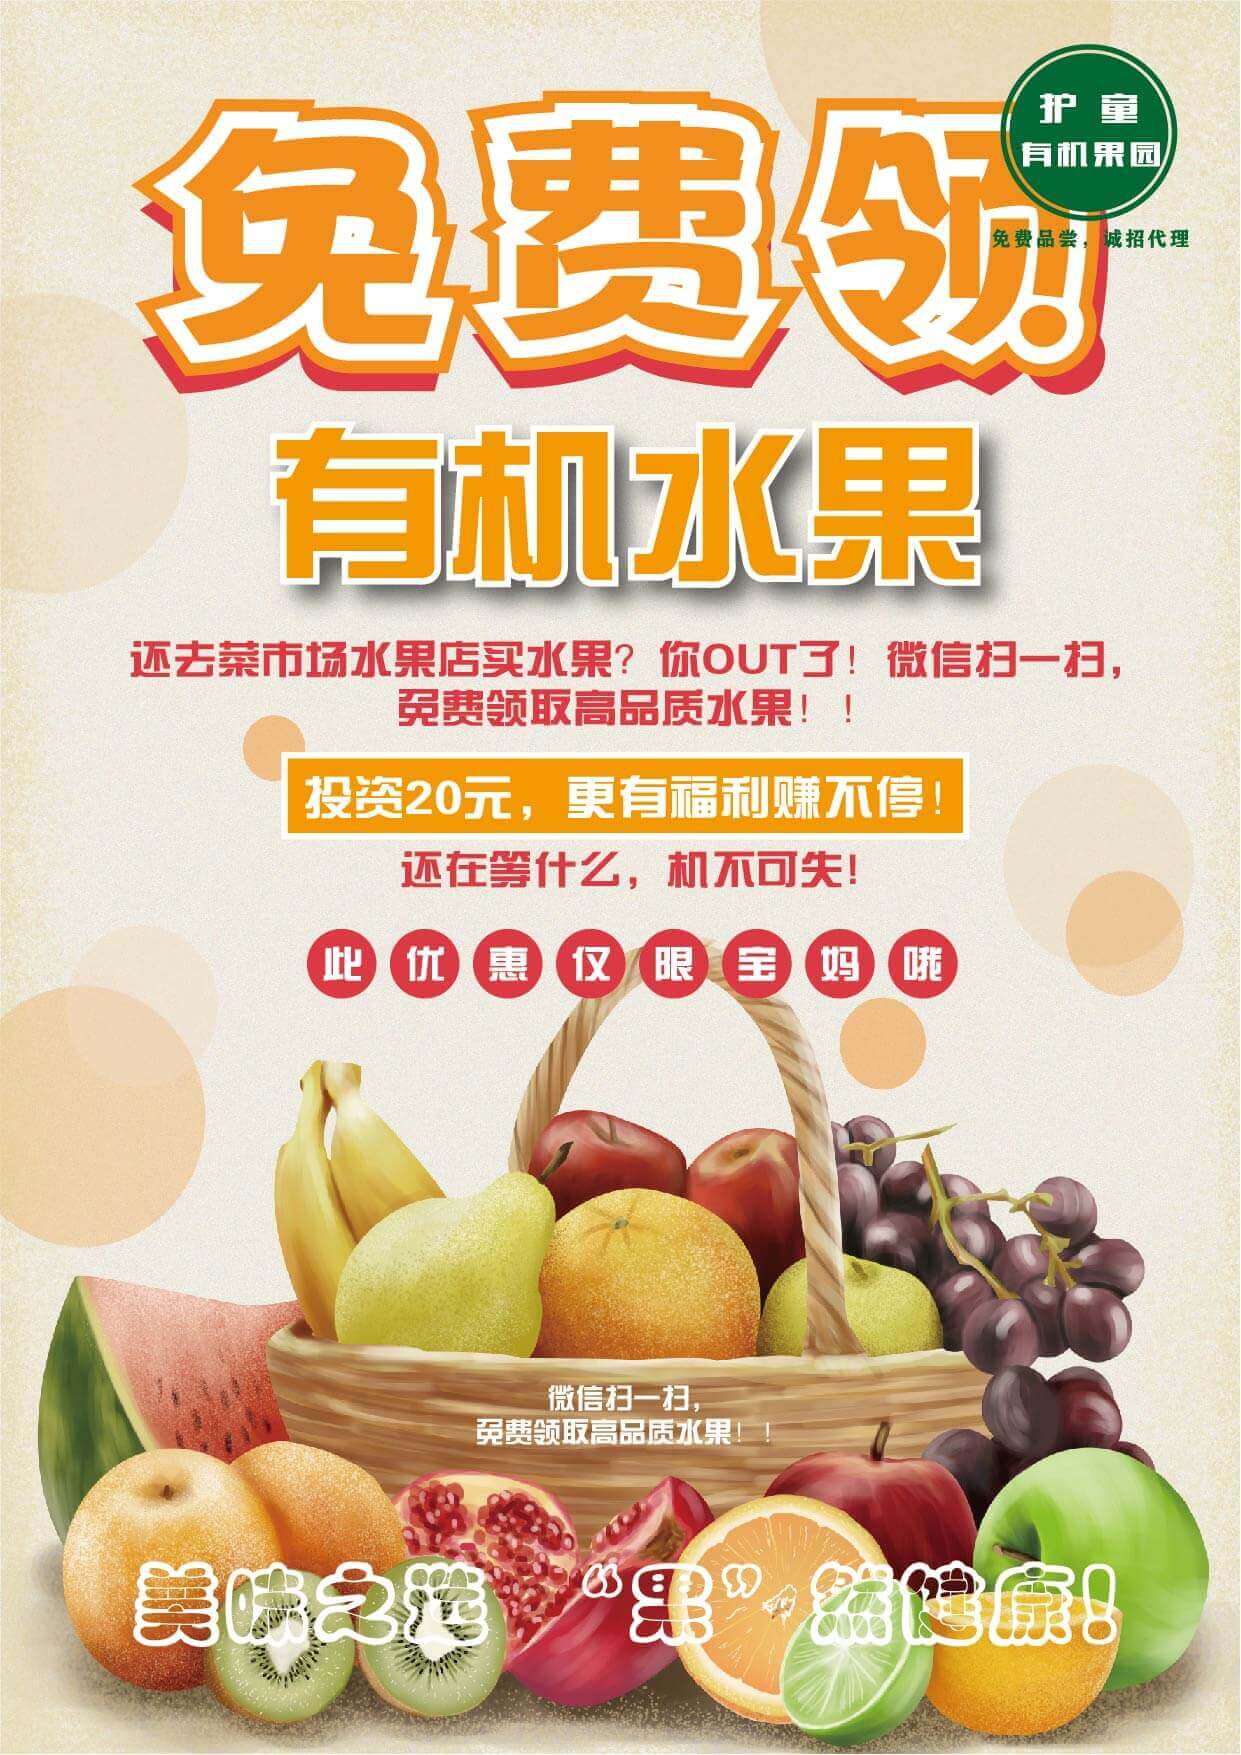 免费领!
护童
有机果园
免费品尝，诚招代理
有机水果
还去菜市场水果店买水果？你OUT了！微信扫一扫，
免费领取高品质水果！！
投资20元，更有福利赚不停！
还在等什么，机不可失!
此优惠仅限宝妈哦
微信扫一扫，
免费领取高品质水果！！
美味之选 “果”然健康!